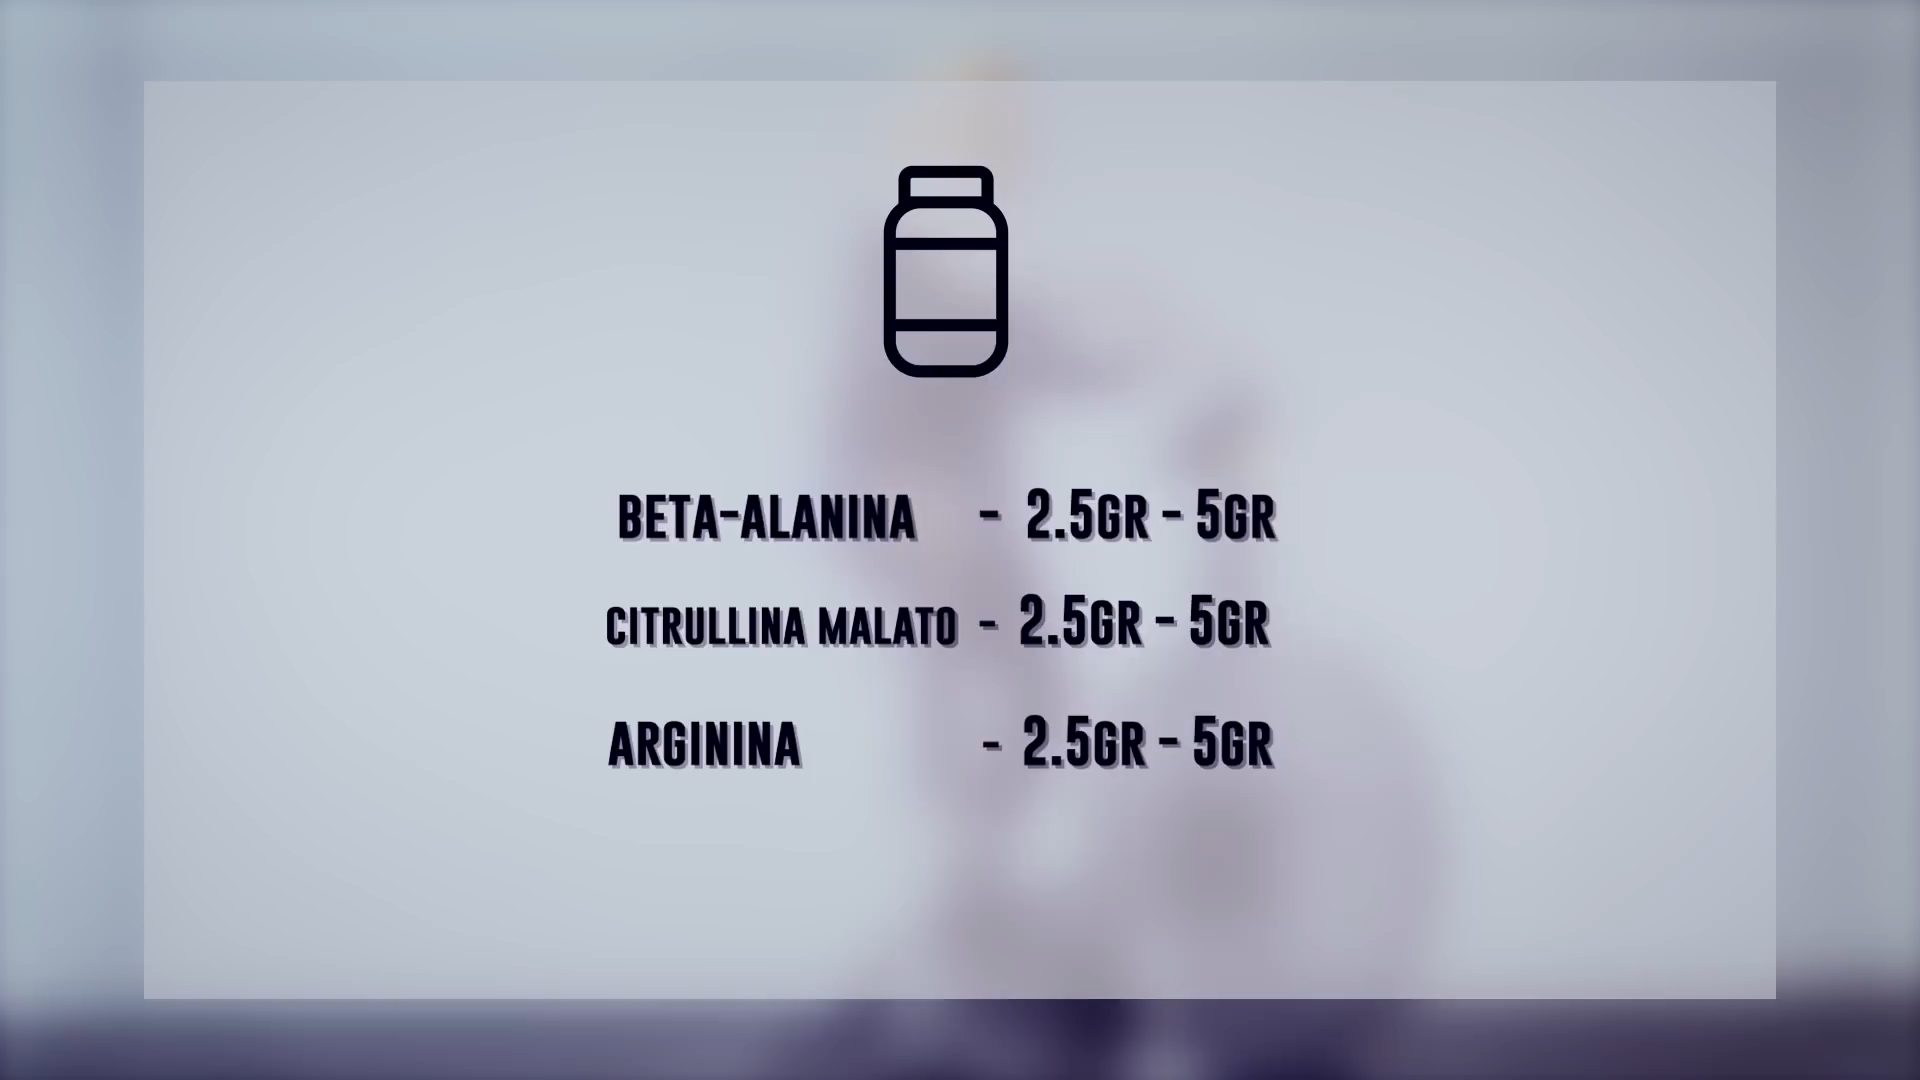 BETA-ALANINA - 2.5GR - 5GR
CITRULLINA MALATO - 2.5GR - 5GR
ARGININA - 2.5GR - 5GR